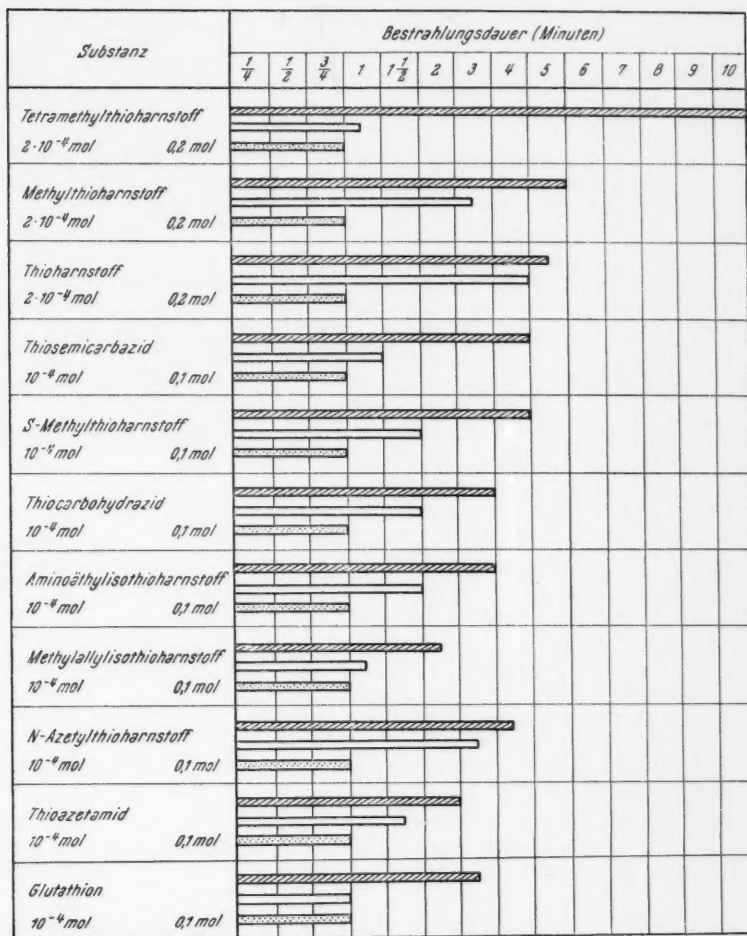 Substanz
Bestrahlungsdauer (Minuten)
1/4 1/2 3/4 1 1 1/2 2 3 4 5 6 7 8 9 10
Tetramethylthioharnstoff
2·10⁻⁴ mol 0,2 mol
Methylthioharnstoff
2·10⁻⁴ mol 0,2 mol
Thioharnstoff
2·10⁻⁴ mol 0,2 mol
Thiosemicarbazid
10⁻⁴ mol 0,1 mol
S-Methylthioharnstoff
10⁻⁴ mol 0,1 mol
Thiocarbohydrazid
10⁻⁴ mol 0,1 mol
Aminoäthylisothioharnstoff
10⁻⁴ mol 0,1 mol
Methylallylisothioharnstoff
10⁻⁴ mol 0,1 mol
N-Azetylthioharnstoff
10⁻⁴ mol 0,1 mol
Thioazetamid
10⁻⁴ mol 0,1 mol
Glutathion
10⁻⁴ mol 0,1 mol